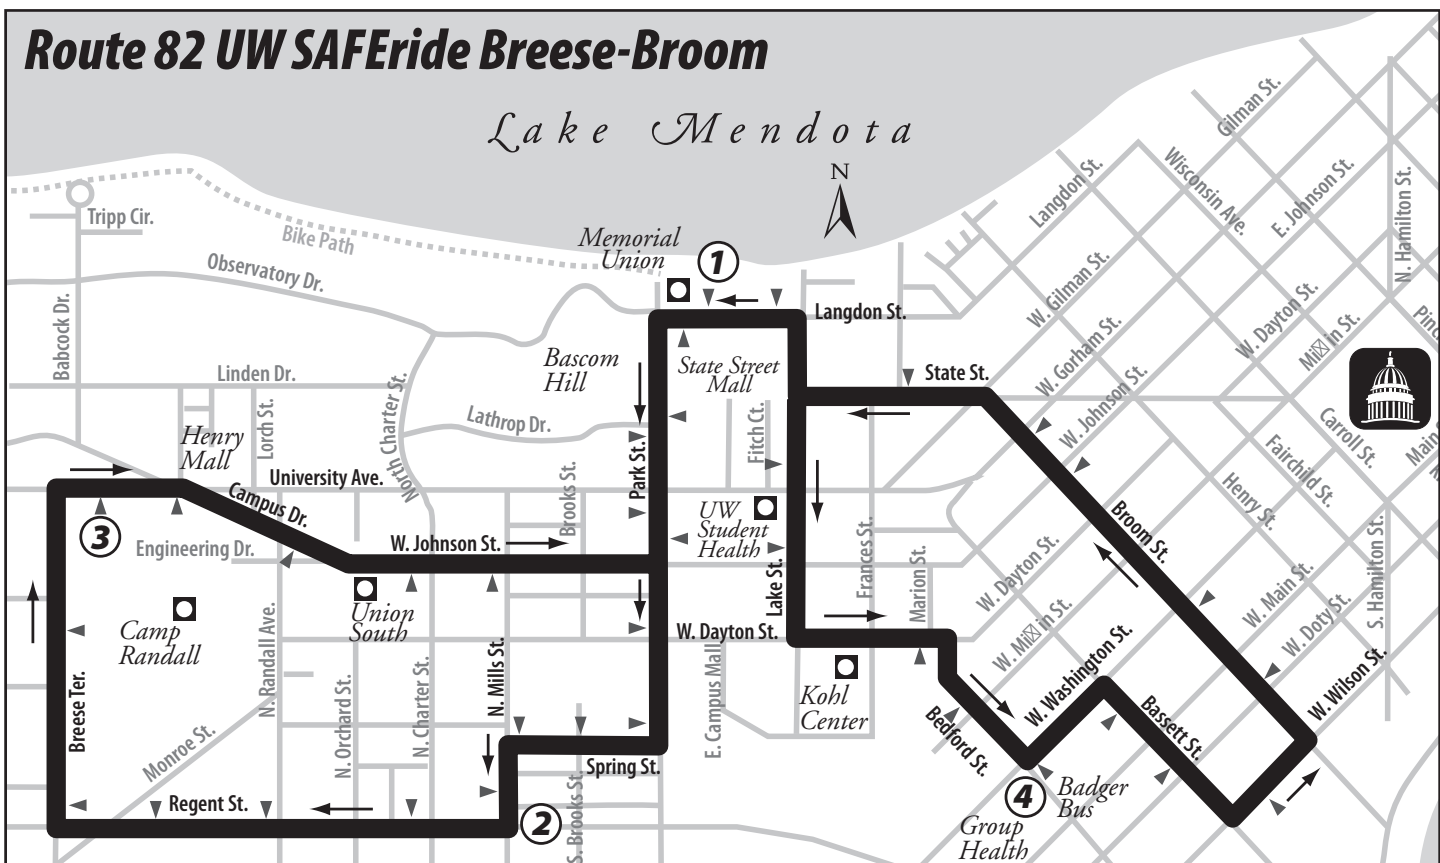 Route 82 UW SAFEride Breese-Broom
Lake Mendota
N
Gilman St.
Langdon St.
Wisconsin Ave.
E. Johnson St.
N. Hamilton St.
Tripp Cir.
Bike Path
Observatory Dr.
Memorial
Union
1
Langdon St.
W. Gilman St.
W. Dayton St.
Babcock Dr.
Linden Dr.
Bascom
Hill
State Street
Mall
State St.
W. Gorham St.
W. Johnson St.
Carroll St.
Main
North Charter St.
Lathrop Dr.
Henry
Mall
Lorch St.
University Ave.
Campus Dr.
Park St.
Fitch Ct.
Fairchild St.
Henry St.
3
Engineering Dr.
W. Johnson St.
Brooks St.
UW
Student
Health
Lake St.
Frances St.
Marion St.
W. Dayton St.
Broom St.
W. Main St.
W. Doty St.
S. Hamilton St.
Camp
Randall
Union
South
N. Randall Ave.
W. Dayton St.
W. Washington St.
W. Wilson St.
Breese Ter.
Monroe St.
N. Orchard St.
N. Charter St.
N. Mills St.
E. Campus Mall
Kohl
Center
Bedford St.
Bassett St.
Spring St.
Regent St.
2
S. Brooks St.
4
Badger
Bus
Group
Health